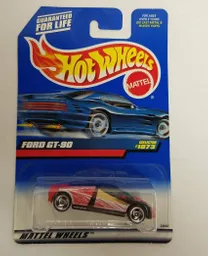 GUARANTEED
FOR LIFE
Hot Wheels
MATTEL
FORD GT-90
COLLECTOR
#1073
MATTEL WHEELS